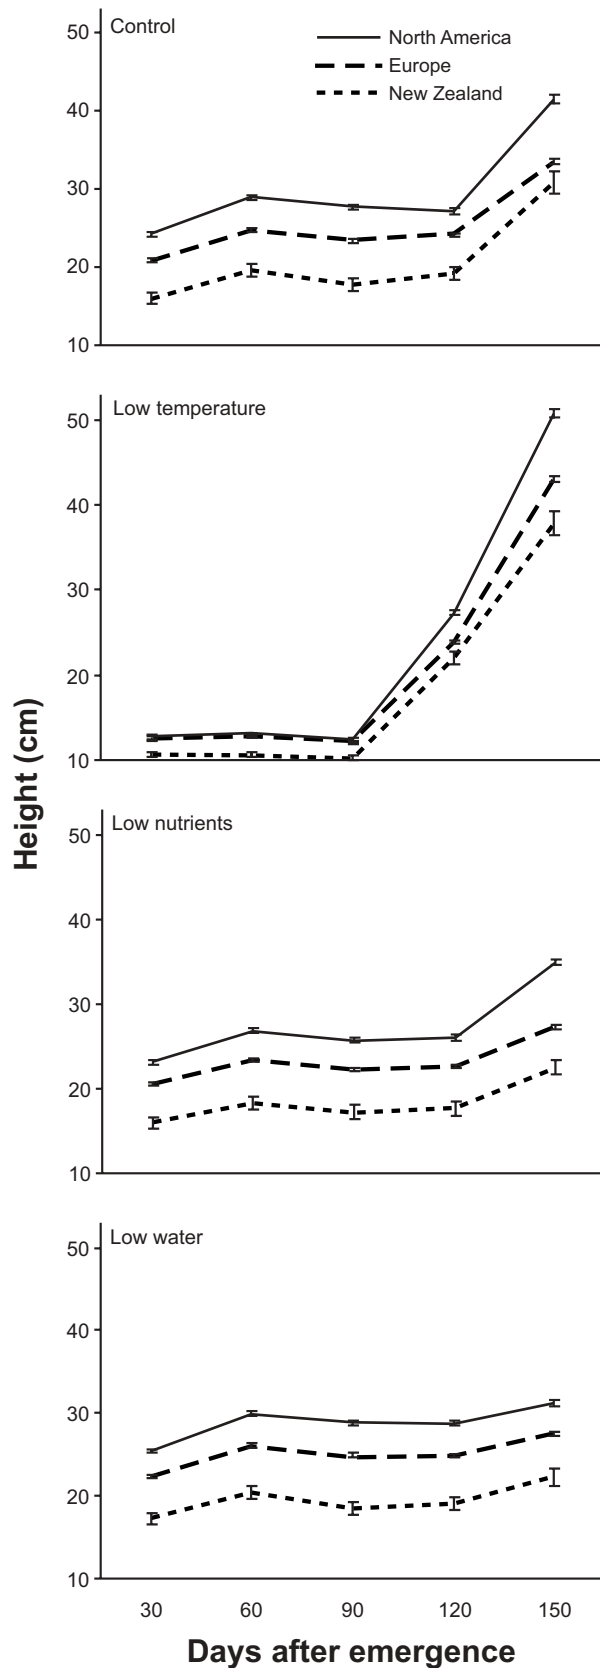 Control
North America
Europe
New Zealand
50
40
30
20
10
Low temperature
50
40
30
20
10
Height (cm)
Low nutrients
50
40
30
20
10
Low water
50
40
30
20
10
30 60 90 120 150
Days after emergence